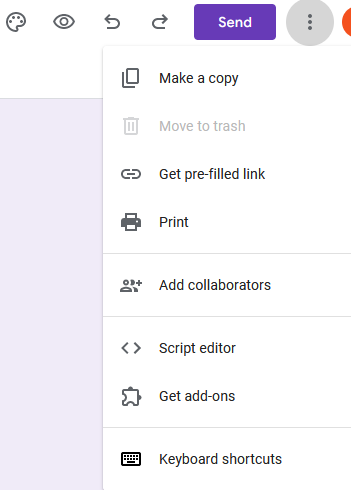 Send
Make a copy
Move to trash
Get pre-filled link
Print
Add collaborators
Script editor
Get add-ons
Keyboard shortcuts